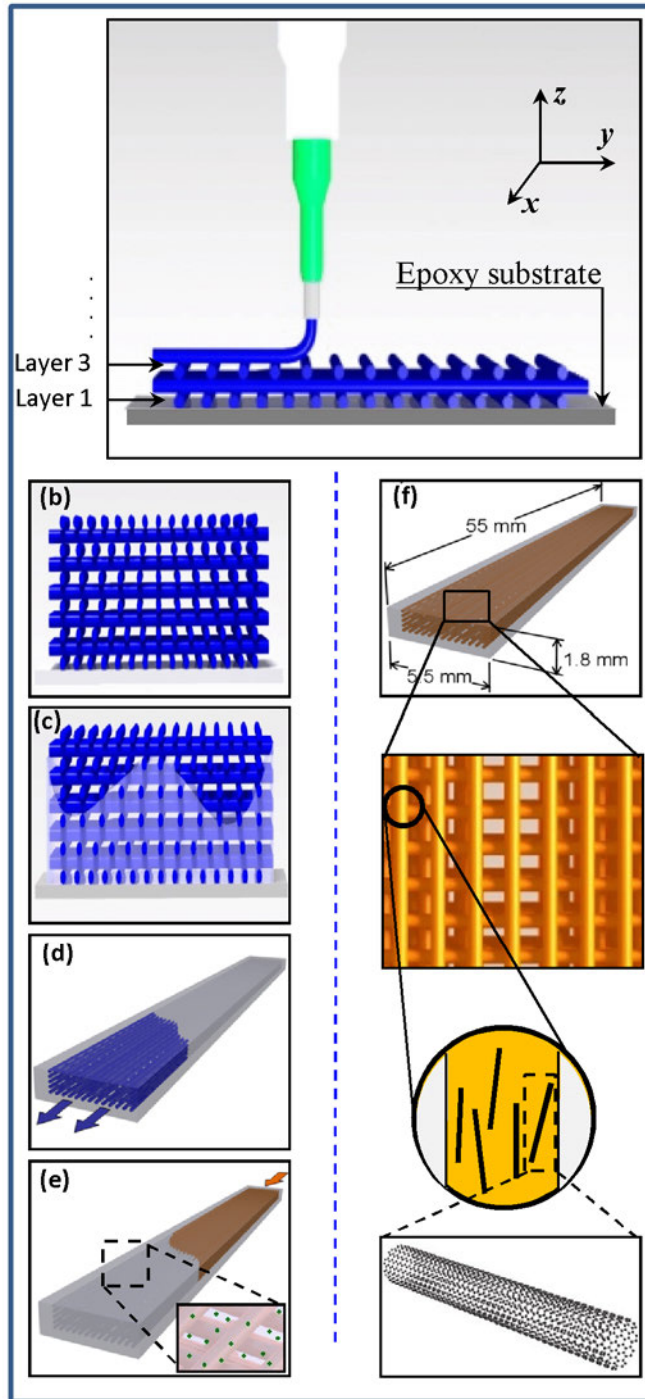 z
y
x
Epoxy substrate
Layer 3
Layer 1
(b)
(c)
(d)
(e)
(f)
55 mm
1.8 mm
5.5 mm